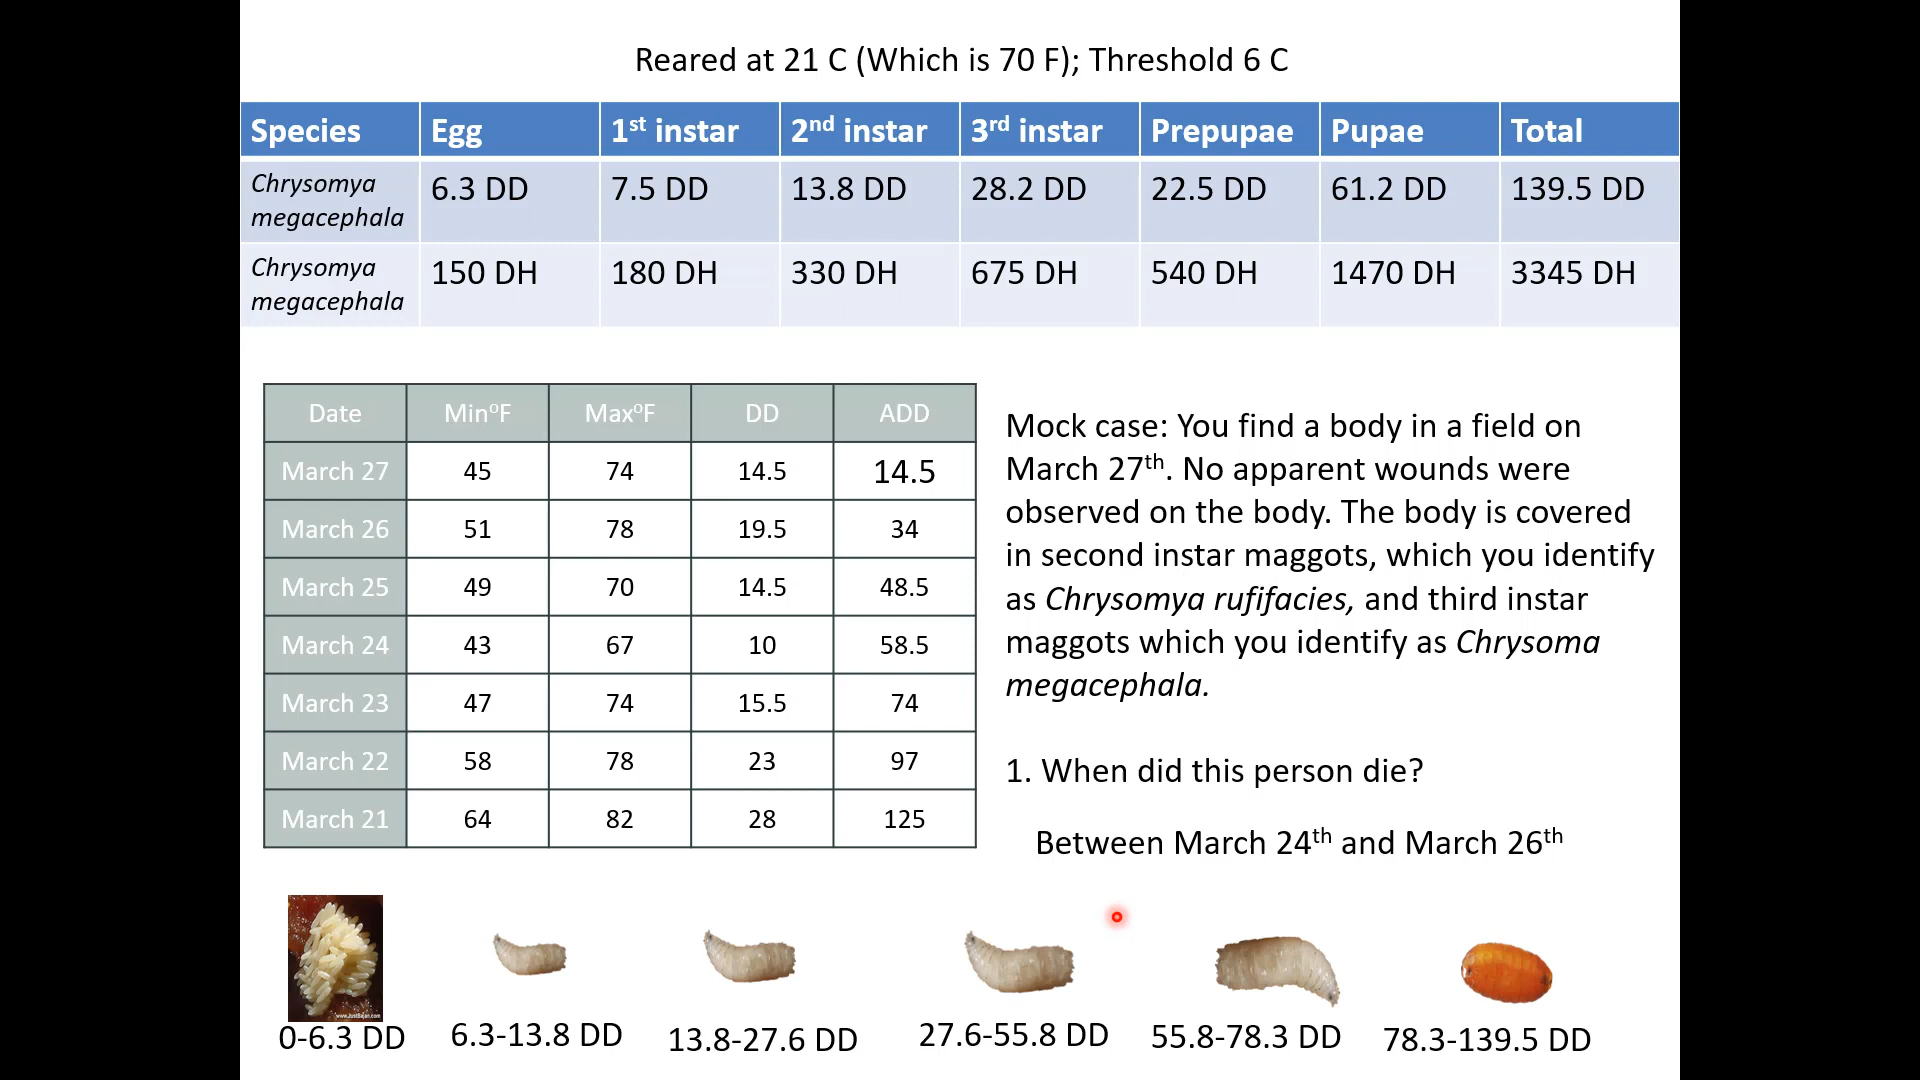 Reared at 21 C (Which is 70 F); Threshold 6 C
Species Egg 1st instar 2nd instar 3rd instar Prepupae Pupae Total
Chrysomya megacephala 6.3 DD 7.5 DD 13.8 DD 28.2 DD 22.5 DD 61.2 DD 139.5 DD
Chrysomya megacephala 150 DH 180 DH 330 DH 675 DH 540 DH 1470 DH 3345 DH
Date Min°F Max°F DD ADD
March 27 45 74 14.5 14.5
March 26 51 78 19.5 34
March 25 49 70 14.5 48.5
March 24 43 67 10 58.5
March 23 47 74 15.5 74
March 22 58 78 23 97
March 21 64 82 28 125
Mock case: You find a body in a field on
March 27th. No apparent wounds were
observed on the body. The body is covered
in second instar maggots, which you identify
as Chrysomya rufifacies, and third instar
maggots which you identify as Chrysoma
megacephala.
1. When did this person die?
Between March 24th and March 26th
www.JustBajan.com
0-6.3 DD 6.3-13.8 DD 13.8-27.6 DD 27.6-55.8 DD 55.8-78.3 DD 78.3-139.5 DD